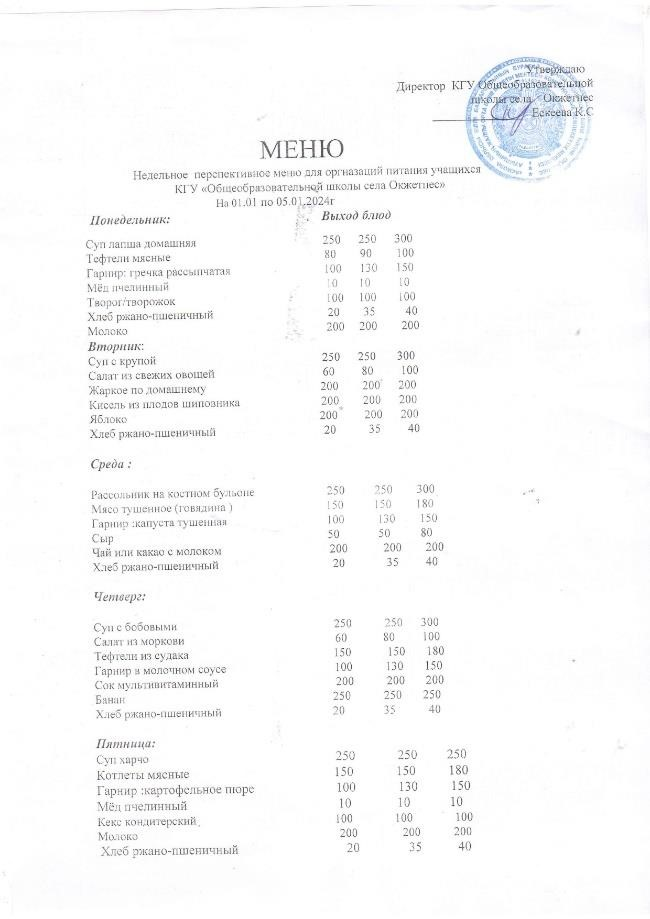 Утверждаю
Директор КГУ Общеобразовательной
школы села Окжетпес
Ескеева К.С
МЕНЮ
Недельное перспективное меню для оргназаций питания учащихся
КГУ «Общеобразовательной школы села Окжетпес»
На 01.01 по 05.01.2024г
Понедельник: Выход блюд
Суп лапша домашняя 250 250 300
Тефтели мясные 80 90 100
Гарнир: гречка рассыпчатая 100 130 150
Мёд пчелиный 10 10 10
Творог/творожок 100 100 100
Хлеб ржано-пшеничный 20 35 40
Молоко 200 200 200
Вторник:
Суп с крупой 250 250 300
Салат из свежих овощей 60 80 100
Жаркое по домашнему 200 200 200
Кисель из плодов шиповника 200 200 200
Яблоко 200 200 200
Хлеб ржано-пшеничный 20 35 40
Среда :
Рассольник на костном бульоне 250 250 300
Мясо тушенное (говядина ) 150 150 180
Гарнир :капуста тушенная 100 130 150
Сыр 50 50 80
Чай или какао с молоком 200 200 200
Хлеб ржано-пшеничный 20 35 40
Четверг:
Суп с бобовыми 250 250 300
Салат из моркови 60 80 100
Тефтели из судака 150 150 180
Гарнир в молочном соусе 100 130 150
Сок мультивитаминный 200 200 200
Банан 250 250 250
Хлеб ржано-пшеничный 20 35 40
Пятница:
Суп харчо 250 250 250
Котлеты мясные 150 150 180
Гарнир :картофельное пюре 100 130 150
Мёд пчелинный 10 10 10
Кекс кондитерский 100 100 100
Молоко 200 200 200
Хлеб ржано-пшеничный 20 35 40